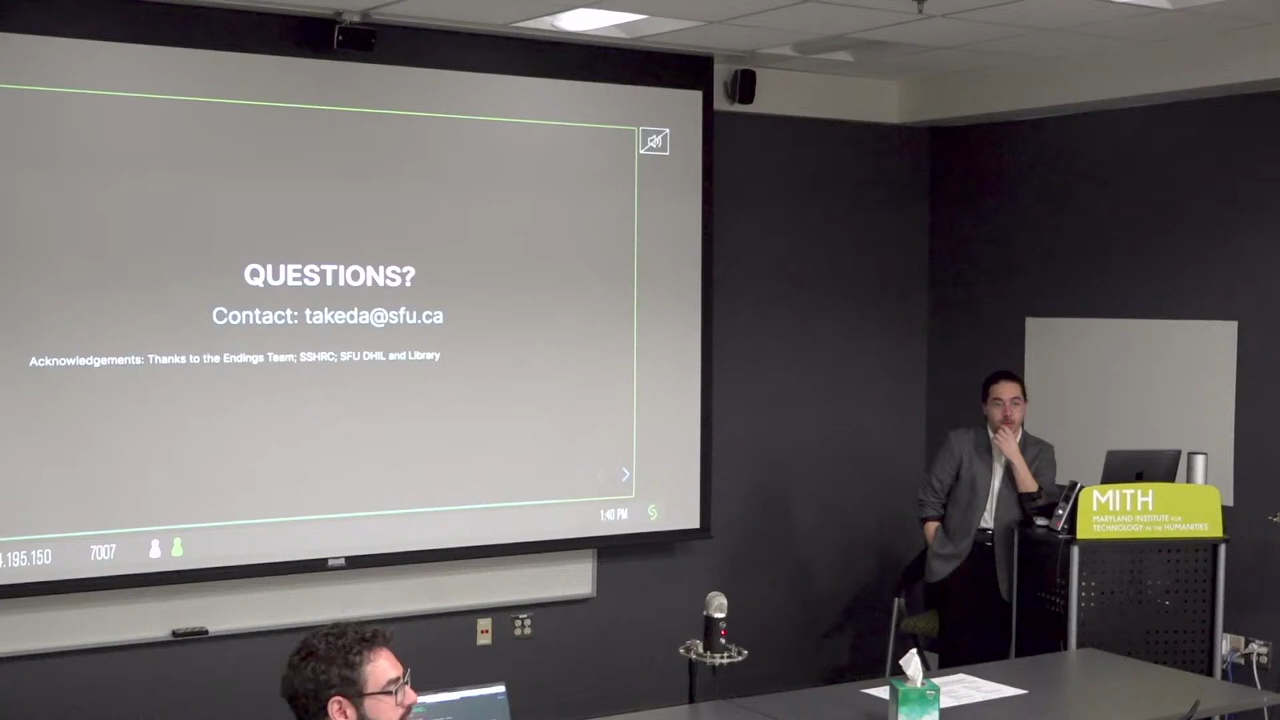 QUESTIONS?
Contact: takeda@sfu.ca
Acknowledgements: Thanks to the Endings Team; SSHRC; SFU DHIL and Library
1:40 PM
.195.150 7007
MITH
MARYLAND INSTITUTE FOR
TECHNOLOGY IN THE HUMANITIES